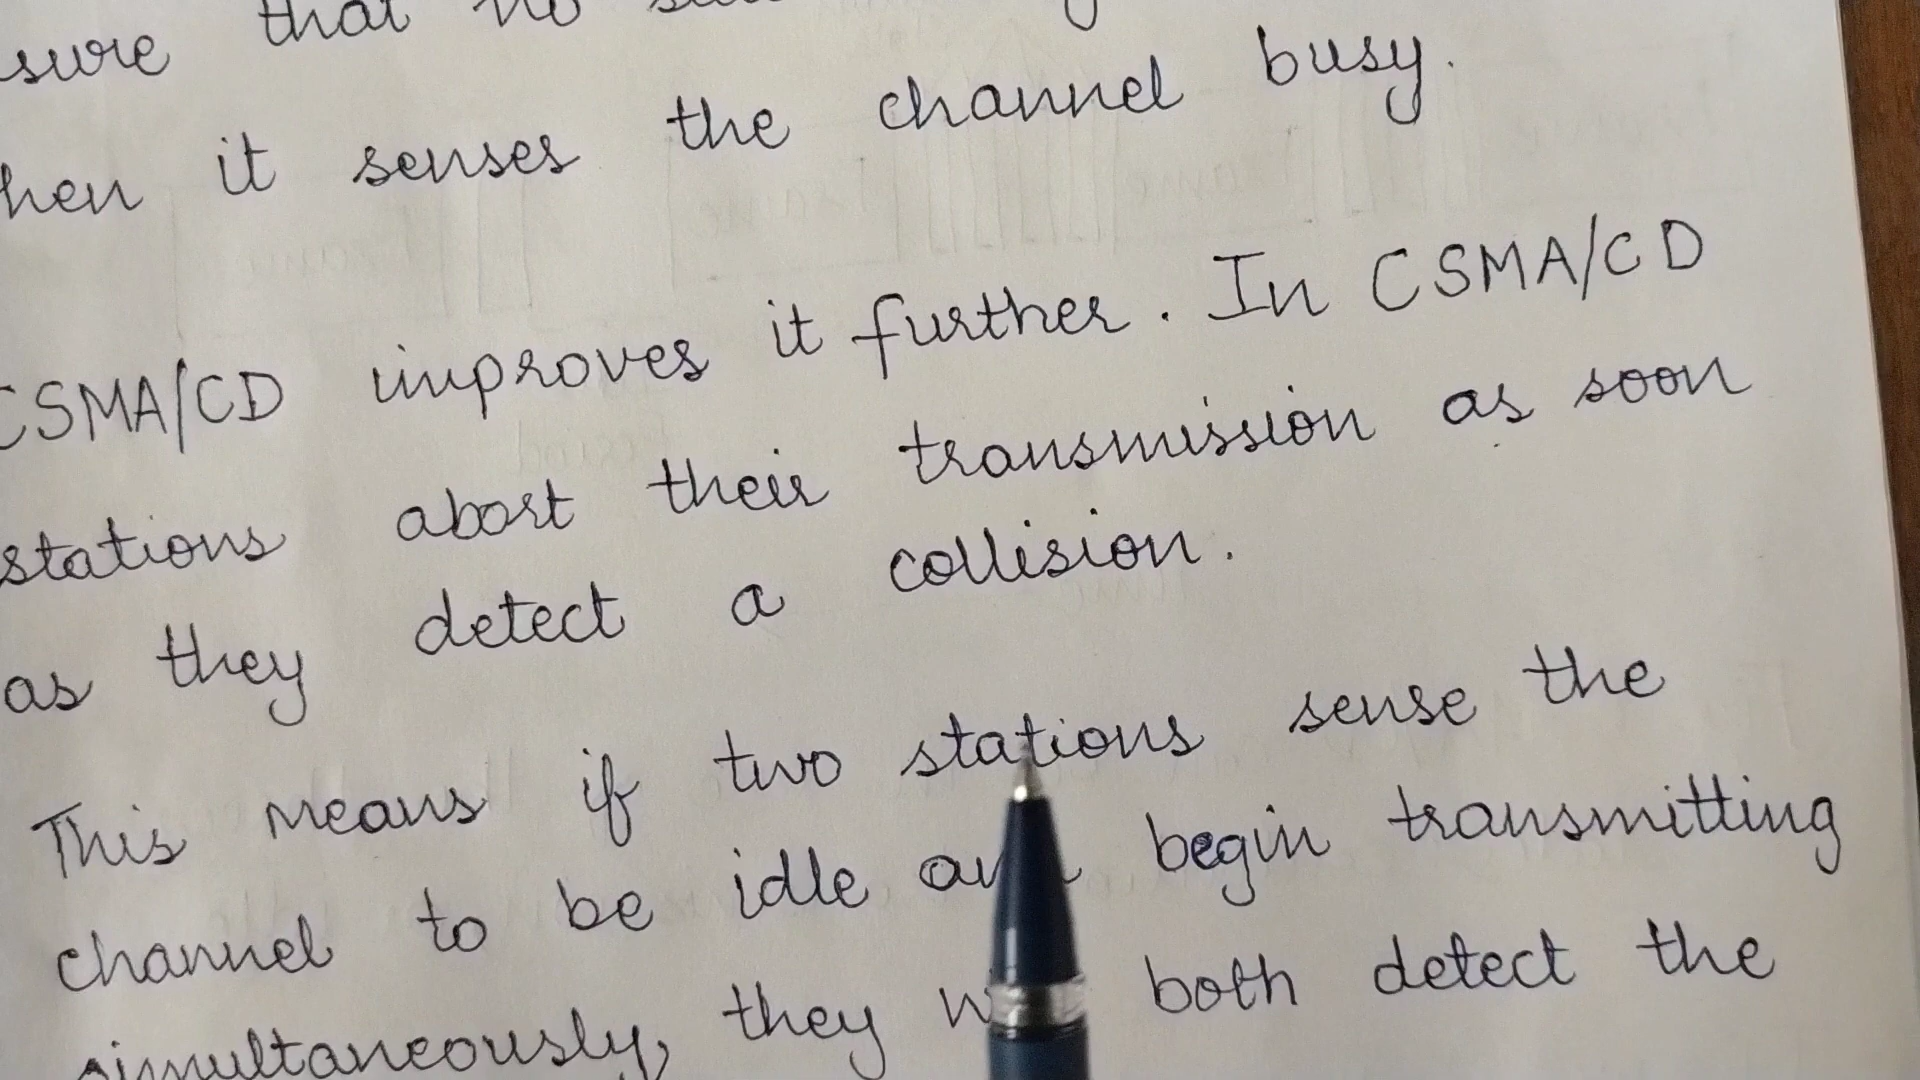 sure that no
hen it senses the channel busy.
CSMA/CD improves it further. In CSMA/CD
stations abort their transmission as soon
as they detect a collision.
This means if two stations sense the
channel to be idle begin transmitting
simultaneously, they both detect the